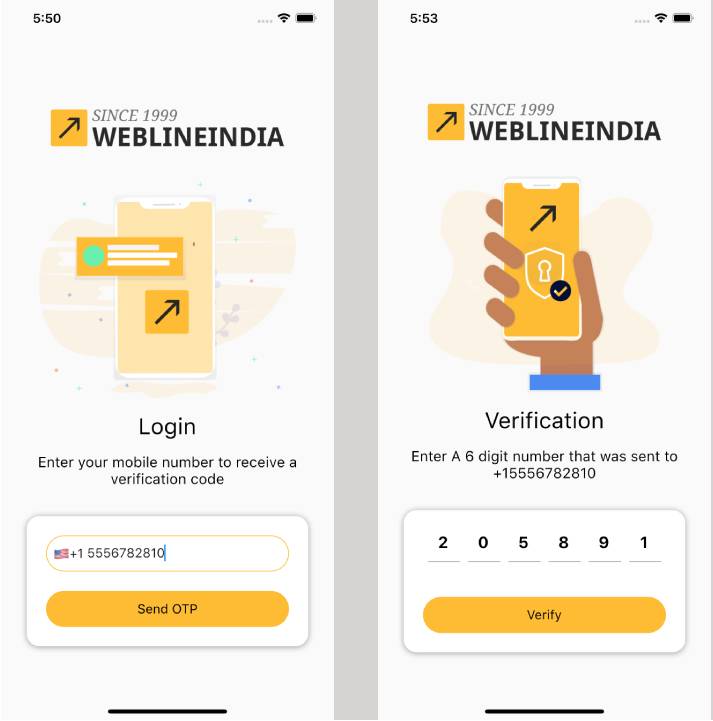 5:50
SINCE 1999
WEBLINEINDIA
Login
Enter your mobile number to receive a
verification code
+1 5556782810
Send OTP
5:53
SINCE 1999
WEBLINEINDIA
Verification
Enter A 6 digit number that was sent to
+15556782810
2 0 5 8 9 1
Verify